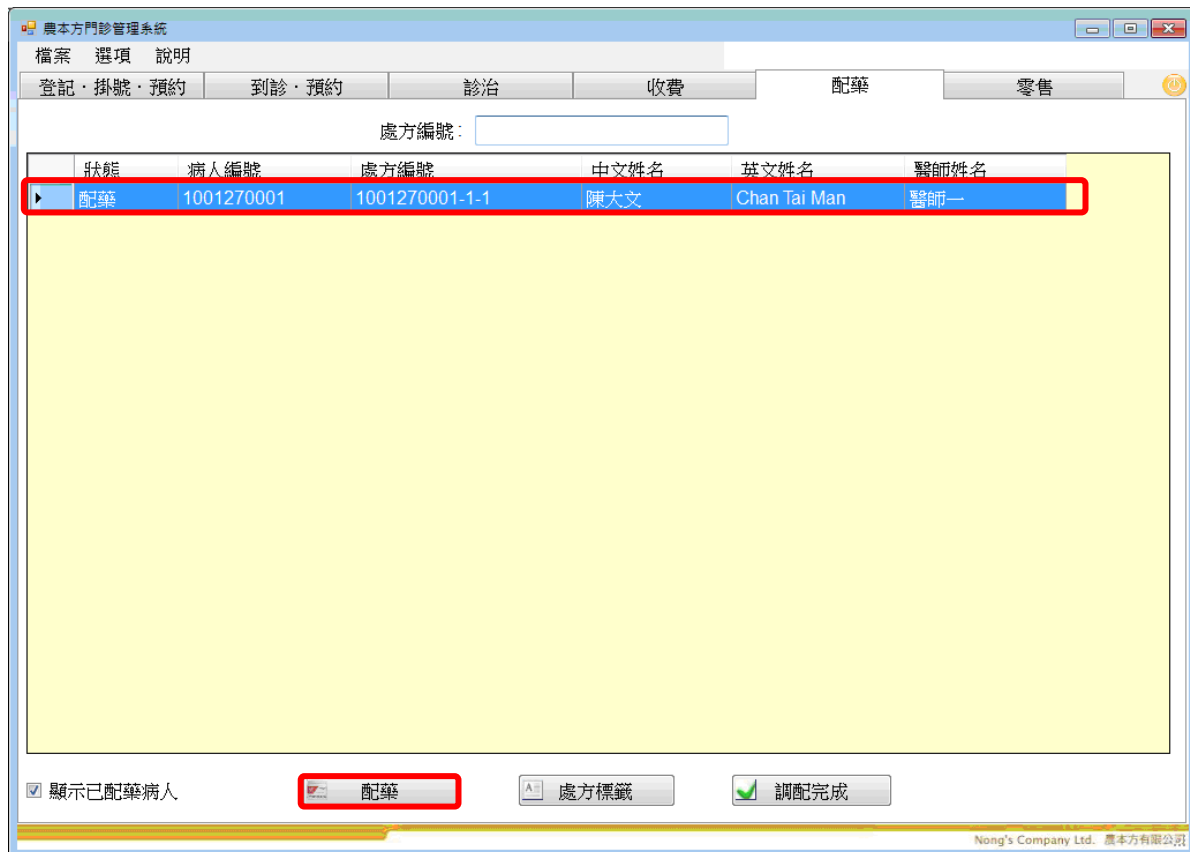 農本方門診管理系統
檔案 選項 說明
登記．掛號．預約 到診．預約 診治 收費 配藥 零售
處方編號：
狀態 病人編號 處方編號 中文姓名 英文姓名 醫師姓名
配藥 1001270001 1001270001-1-1 陳大文 Chan Tai Man 醫師一
顯示已配藥病人 配藥 處方標籤 調配完成
Nong's Company Ltd. 農本方有限公司